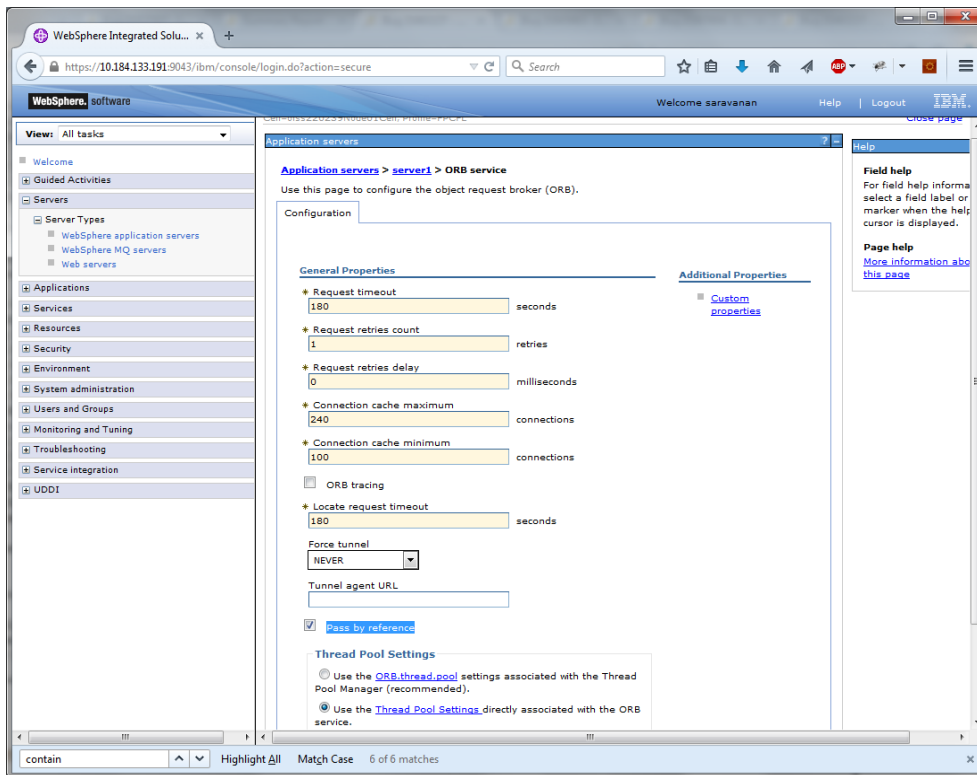 WebSphere Integrated Solu... × +
https://10.184.133.191:9043/ibm/console/login.do?action=secure
Search
ABP
WebSphere. software
Welcome saravanan
Help | Logout
IBM.
View: All tasks
Welcome
Guided Activities
Servers
Server Types
WebSphere application servers
WebSphere MQ servers
Web servers
Applications
Services
Resources
Security
Environment
System administration
Users and Groups
Monitoring and Tuning
Troubleshooting
Service integration
UDDI
Close page
Application servers
? -
Application servers > server1 > ORB service
Use this page to configure the object request broker (ORB).
Configuration
General Properties
* Request timeout
180 seconds
* Request retries count
1 retries
* Request retries delay
0 milliseconds
* Connection cache maximum
240 connections
* Connection cache minimum
100 connections
ORB tracing
* Locate request timeout
180 seconds
Force tunnel
NEVER
Tunnel agent URL
Pass by reference
Thread Pool Settings
Use the ORB.thread.pool settings associated with the Thread
Pool Manager (recommended).
Use the Thread Pool Settings directly associated with the ORB
service.
Additional Properties
Custom
properties
Help
Field help
For field help informa
select a field label or
marker when the help
cursor is displayed.
Page help
More information abo
this page
contain
Highlight All Match Case 6 of 6 matches